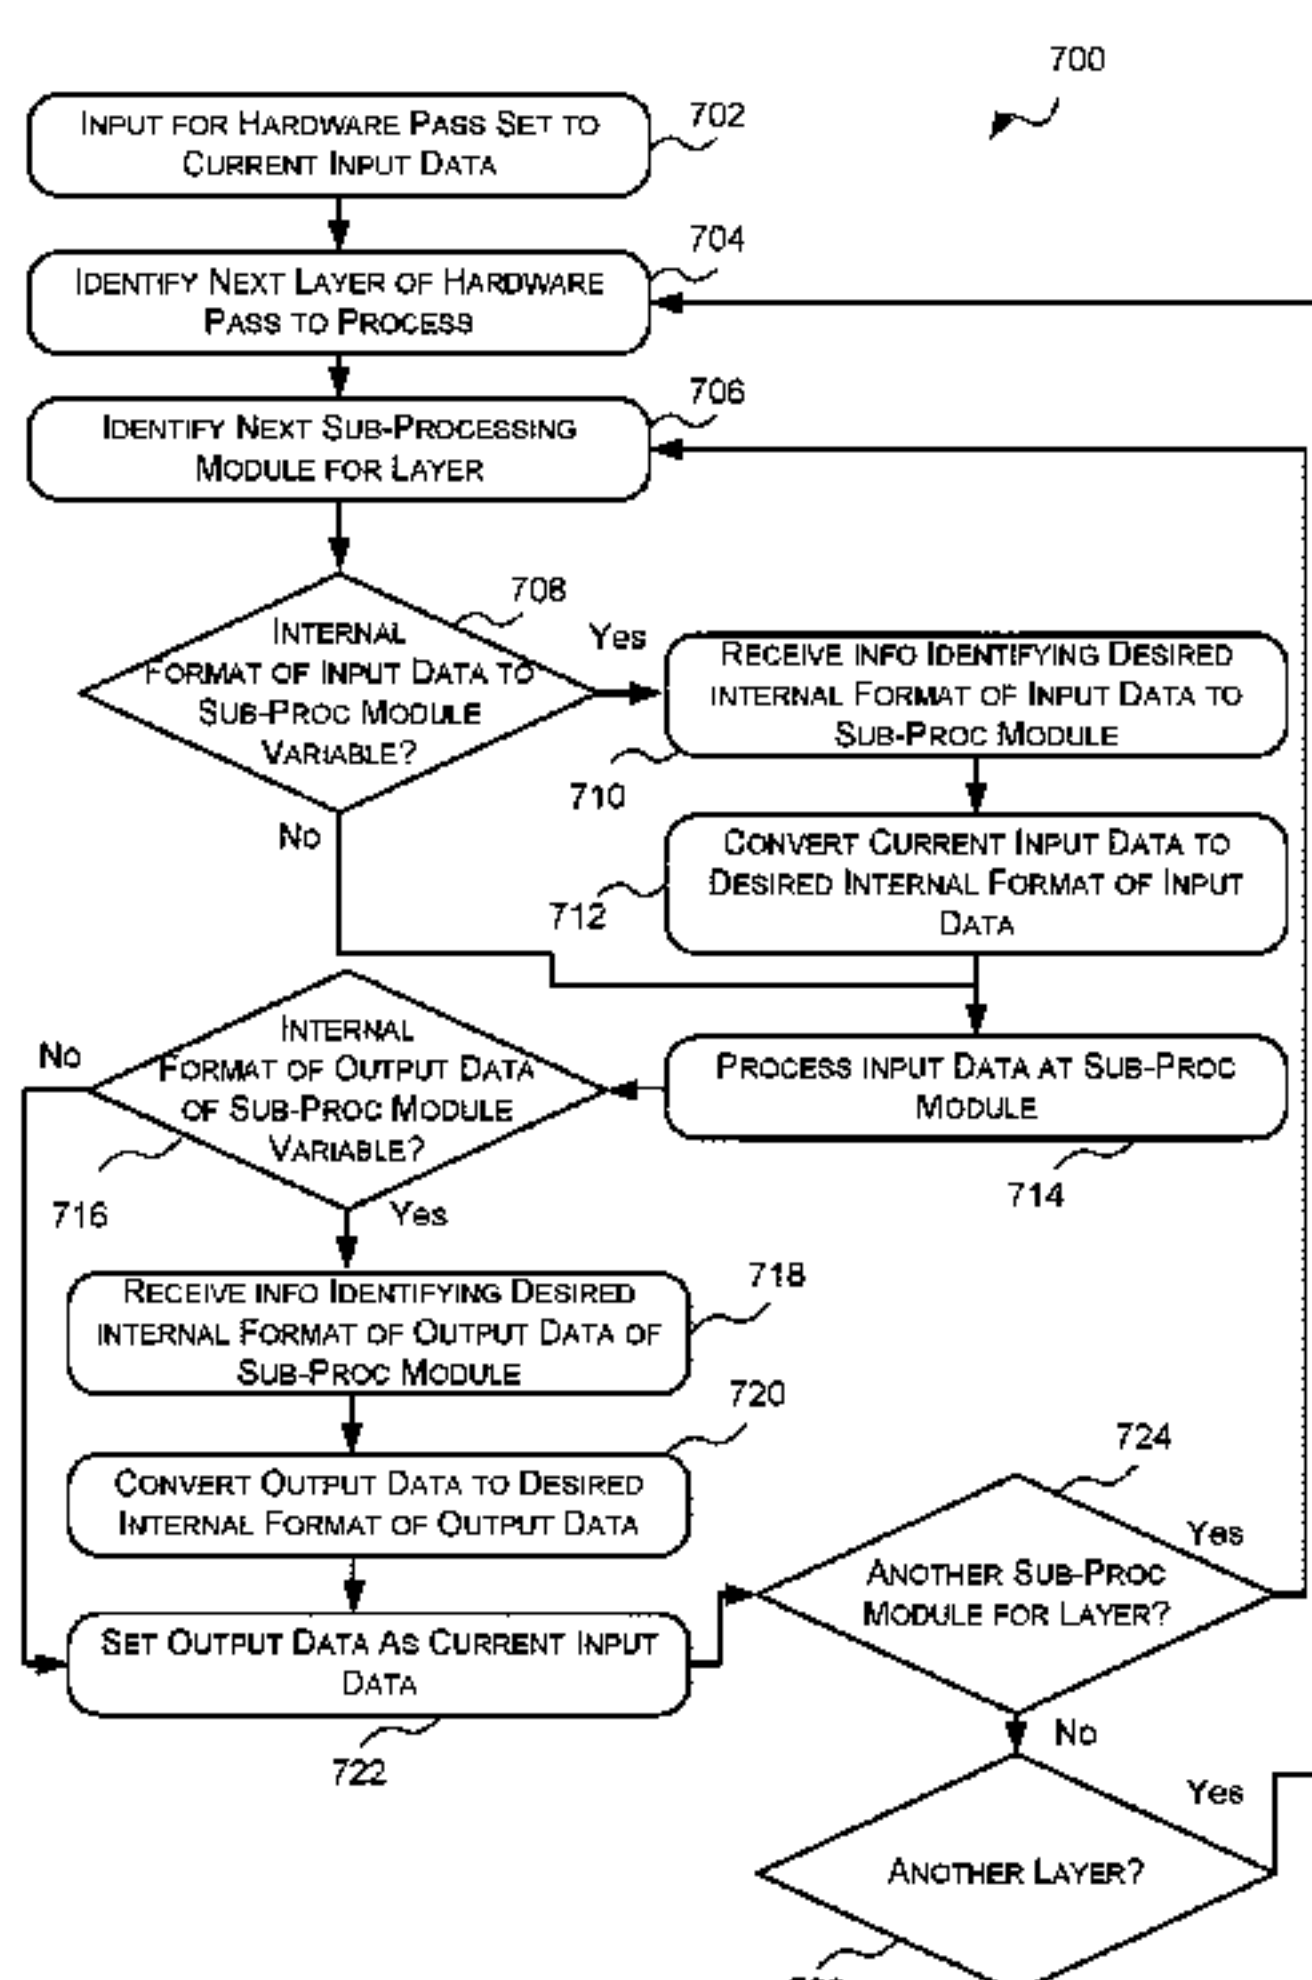 700
INPUT FOR HARDWARE PASS SET TO
CURRENT INPUT DATA
702
IDENTIFY NEXT LAYER OF HARDWARE
PASS TO PROCESS
704
IDENTIFY NEXT SUB-PROCESSING
MODULE FOR LAYER
706
INTERNAL
FORMAT OF INPUT DATA TO
SUB-PROC MODULE
VARIABLE?
708
Yes
No
RECEIVE INFO IDENTIFYING DESIRED
INTERNAL FORMAT OF INPUT DATA TO
SUB-PROC MODULE
710
CONVERT CURRENT INPUT DATA TO
DESIRED INTERNAL FORMAT OF INPUT
DATA
712
PROCESS INPUT DATA AT SUB-PROC
MODULE
714
INTERNAL
FORMAT OF OUTPUT DATA
OF SUB-PROC MODULE
VARIABLE?
No
716
Yes
RECEIVE INFO IDENTIFYING DESIRED
INTERNAL FORMAT OF OUTPUT DATA OF
SUB-PROC MODULE
718
CONVERT OUTPUT DATA TO DESIRED
INTERNAL FORMAT OF OUTPUT DATA
720
SET OUTPUT DATA AS CURRENT INPUT
DATA
722
724
ANOTHER SUB-PROC
MODULE FOR LAYER?
Yes
No
ANOTHER LAYER?
Yes